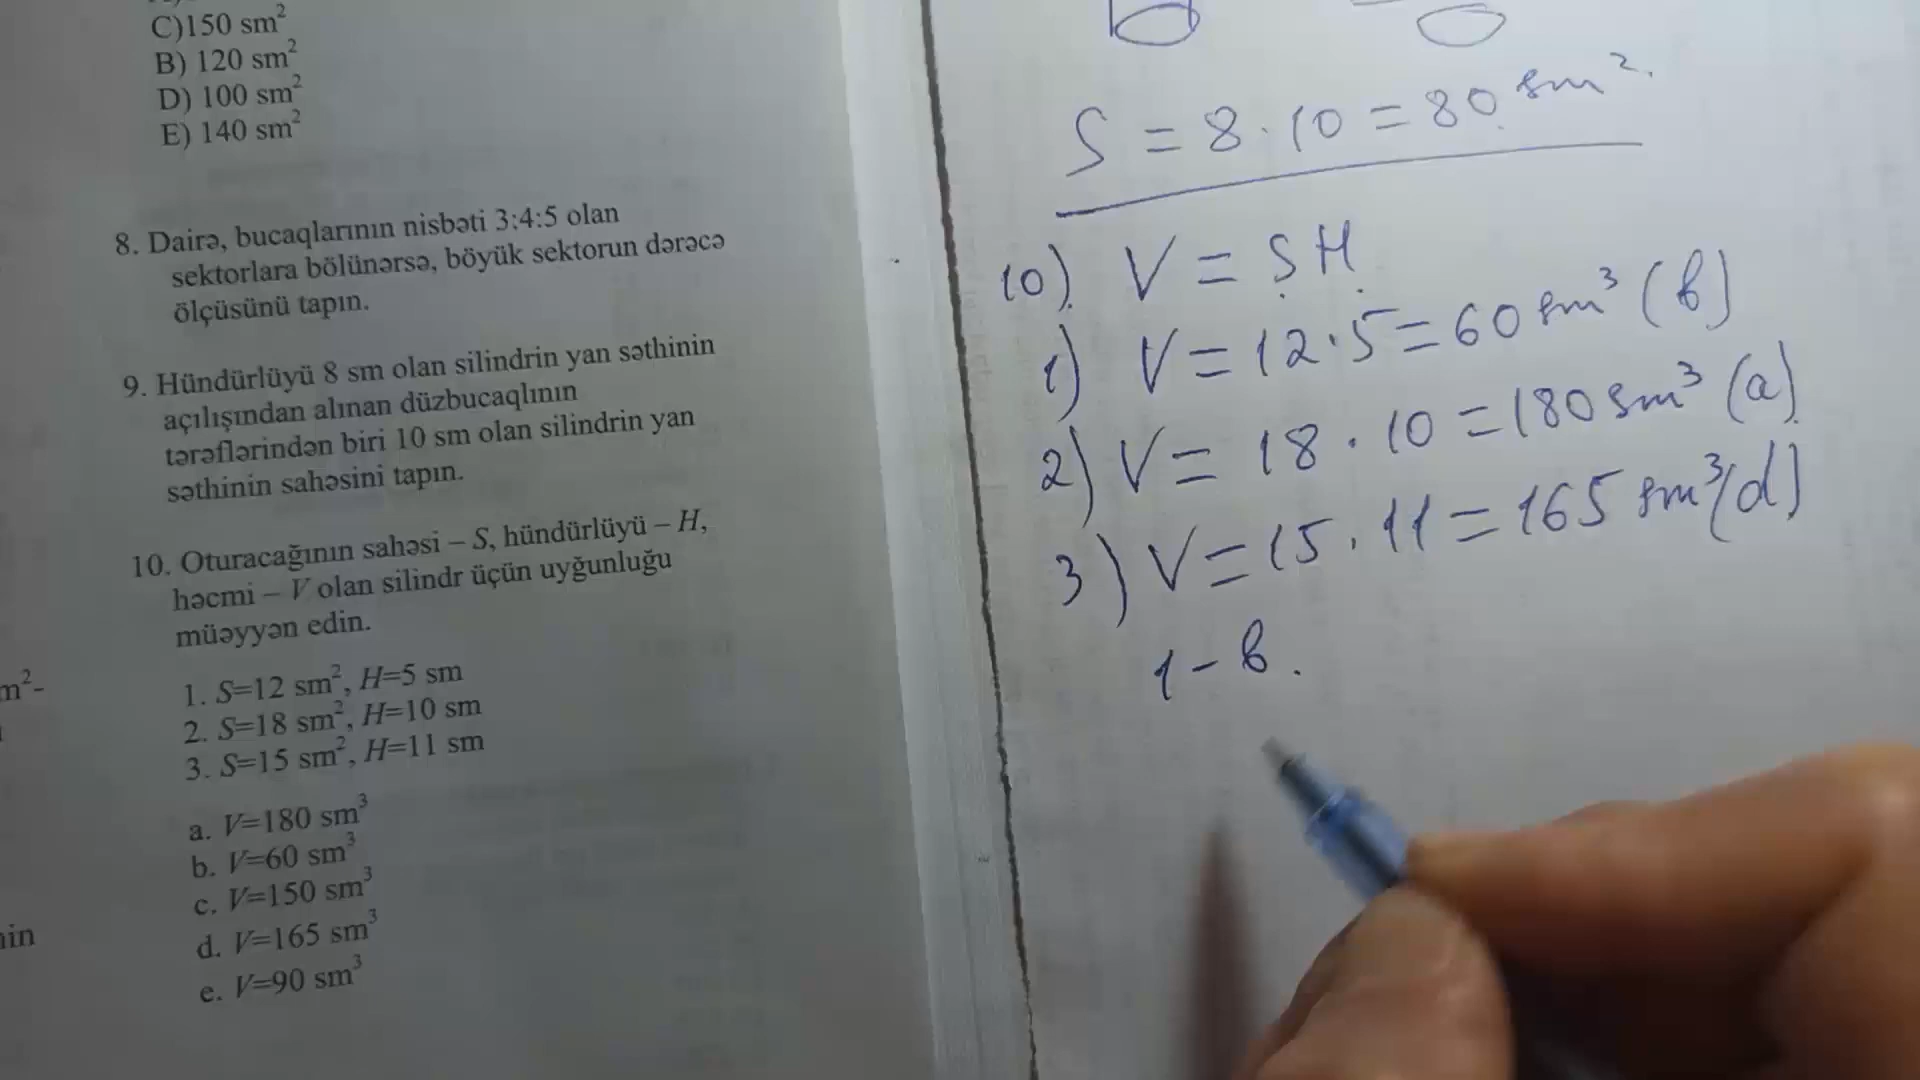 C)150 sm²
B) 120 sm²
D) 100 sm²
E) 140 sm²
8. Dairə, bucaqlarının nisbəti 3:4:5 olan
sektorlara bölünərsə, böyük sektorun dərəcə
ölçüsünü tapın.
9. Hündürlüyü 8 sm olan silindrin yan səthinin
açılışından alınan düzbucaqlının
tərəflərindən biri 10 sm olan silindrin yan
səthinin sahəsini tapın.
10. Oturacağının sahəsi – S, hündürlüyü – H,
həcmi – V olan silindr üçün uyğunluğu
müəyyən edin.
1. S=12 sm², H=5 sm
2. S=18 sm², H=10 sm
3. S=15 sm², H=11 sm
a. V=180 sm³
b. V=60 sm³
c. V=150 sm³
d. V=165 sm³
e. V=90 sm³
m²-
S = 8 · 10 = 80 sm².
10) V = SH
1) V = 12 · 5 = 60 sm³ (b)
2) V = 18 · 10 = 180 sm³ (a)
3) V = 15 . 11 = 165 sm³ (d)
1 - b.